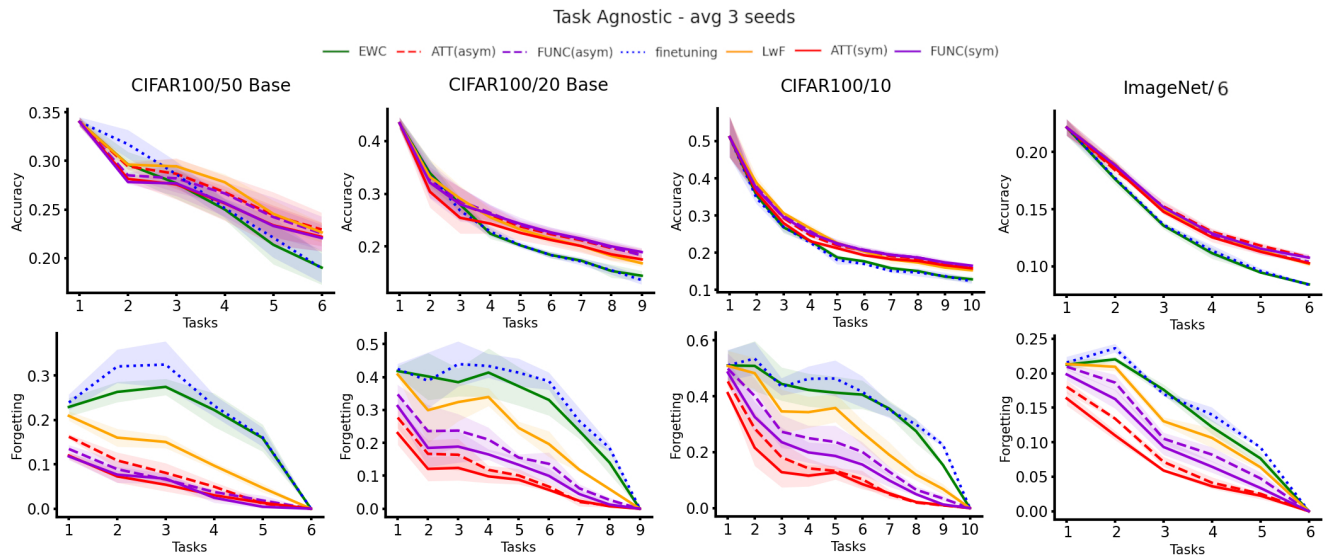 Task Agnostic - avg 3 seeds
EWC ATT(asym) FUNC(asym) finetuning LwF ATT(sym) FUNC(sym)
CIFAR100/50 Base CIFAR100/20 Base CIFAR100/10 ImageNet/ 6
Accuracy
0.35
0.30
0.25
0.20
1 2 3 4 5 6
Tasks
Accuracy
0.4
0.3
0.2
1 2 3 4 5 6 7 8 9
Tasks
Accuracy
0.5
0.4
0.3
0.2
0.1
1 2 3 4 5 6 7 8 9 10
Tasks
Accuracy
0.20
0.15
0.10
1 2 3 4 5 6
Tasks
Forgetting
0.3
0.2
0.1
0.0
1 2 3 4 5 6
Tasks
Forgetting
0.5
0.4
0.3
0.2
0.1
0.0
1 2 3 4 5 6 7 8 9
Tasks
Forgetting
0.6
0.4
0.2
0.0
1 2 3 4 5 6 7 8 9 10
Tasks
Forgetting
0.25
0.20
0.15
0.10
0.05
0.00
1 2 3 4 5 6
Tasks